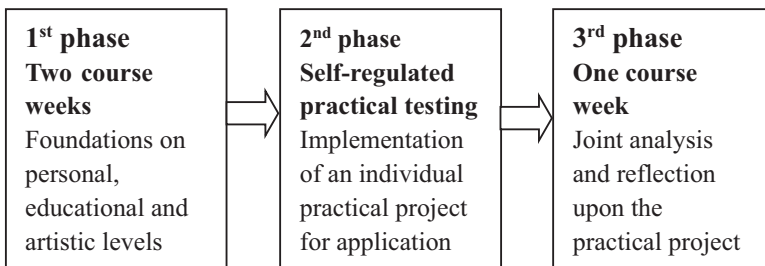 1st phase
Two course
weeks
Foundations on
personal,
educational and
artistic levels
2nd phase
Self-regulated
practical testing
Implementation
of an individual
practical project
for application
3rd phase
One course
week
Joint analysis
and reflection
upon the
practical project